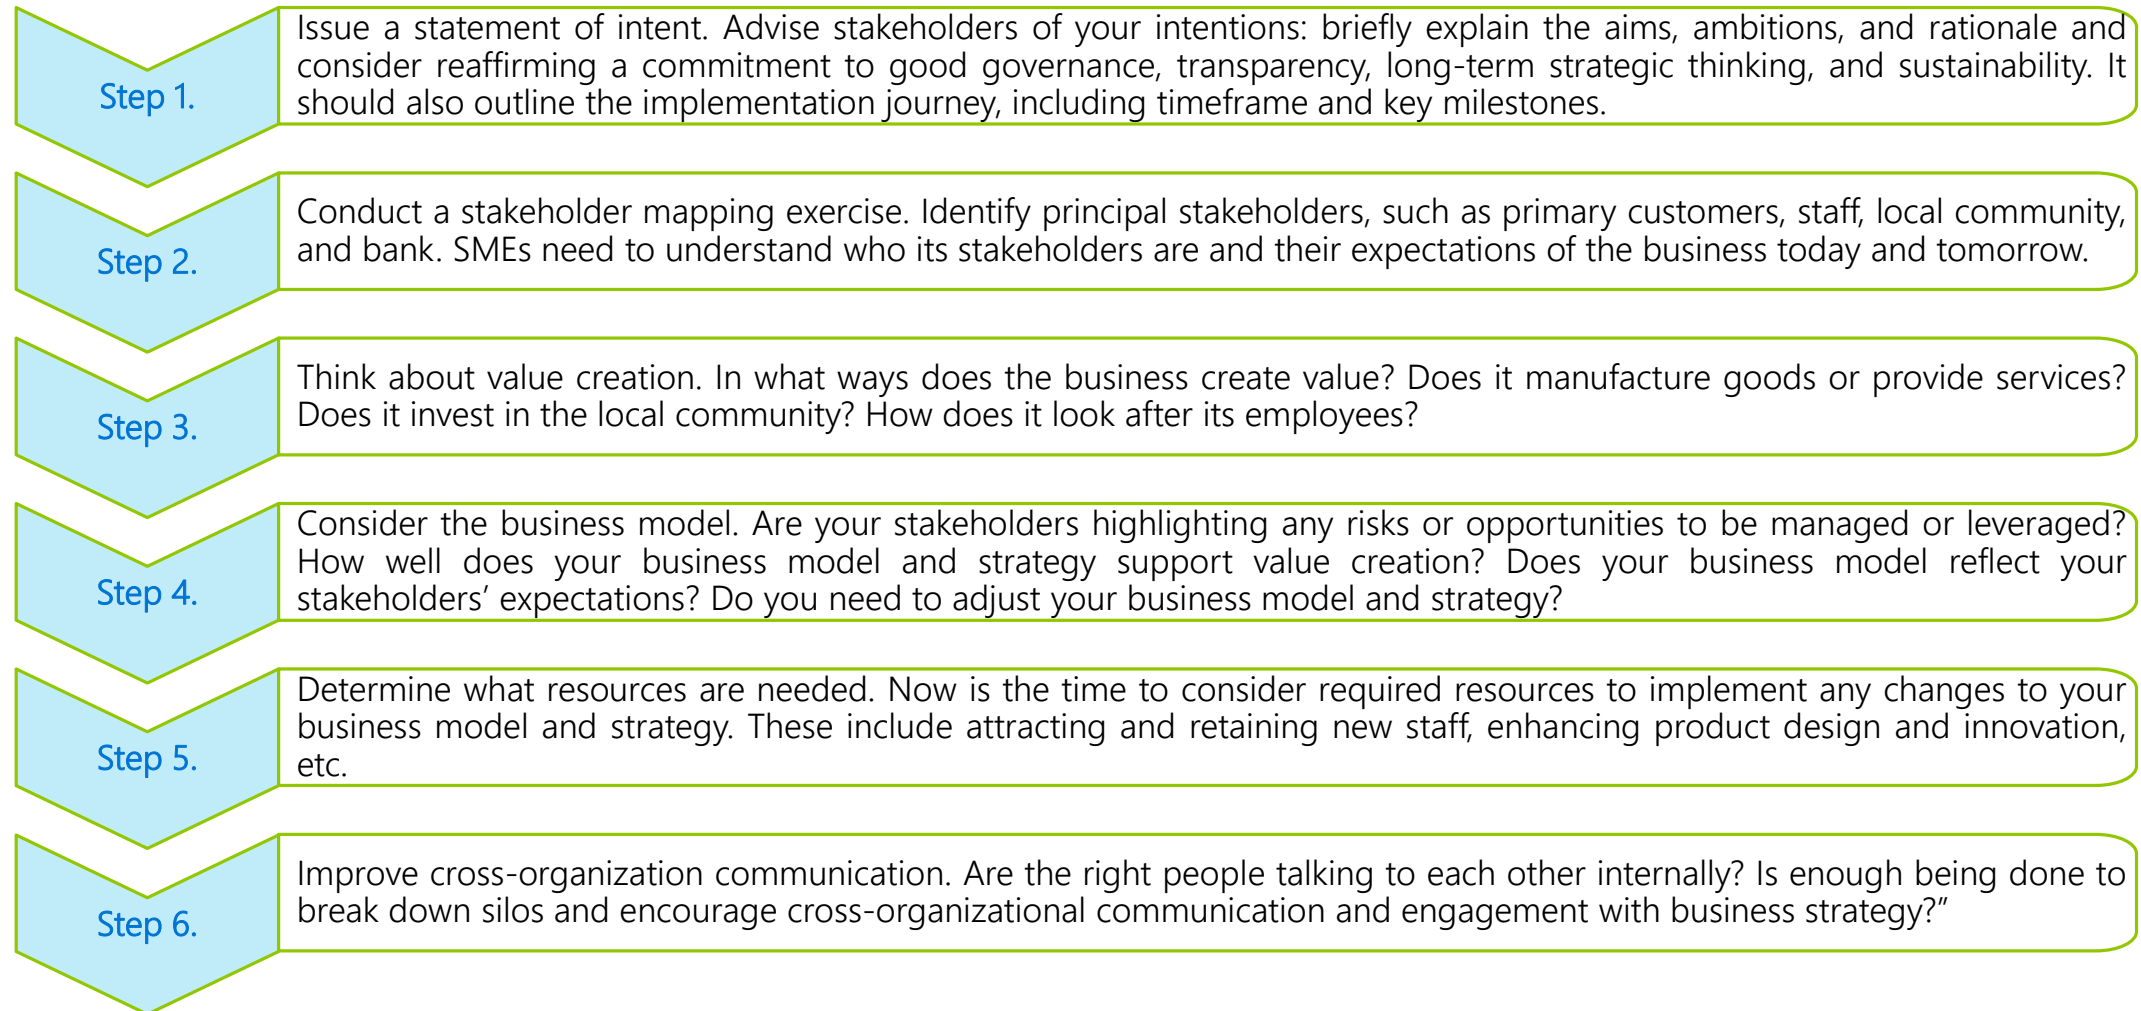 Step 1.
Issue a statement of intent. Advise stakeholders of your intentions: briefly explain the aims, ambitions, and rationale and
consider reaffirming a commitment to good governance, transparency, long-term strategic thinking, and sustainability. It
should also outline the implementation journey, including timeframe and key milestones.
Step 2.
Conduct a stakeholder mapping exercise. Identify principal stakeholders, such as primary customers, staff, local community,
and bank. SMEs need to understand who its stakeholders are and their expectations of the business today and tomorrow.
Step 3.
Think about value creation. In what ways does the business create value? Does it manufacture goods or provide services?
Does it invest in the local community? How does it look after its employees?
Step 4.
Consider the business model. Are your stakeholders highlighting any risks or opportunities to be managed or leveraged?
How well does your business model and strategy support value creation? Does your business model reflect your
stakeholders’ expectations? Do you need to adjust your business model and strategy?
Step 5.
Determine what resources are needed. Now is the time to consider required resources to implement any changes to your
business model and strategy. These include attracting and retaining new staff, enhancing product design and innovation,
etc.
Step 6.
Improve cross-organization communication. Are the right people talking to each other internally? Is enough being done to
break down silos and encourage cross-organizational communication and engagement with business strategy?”